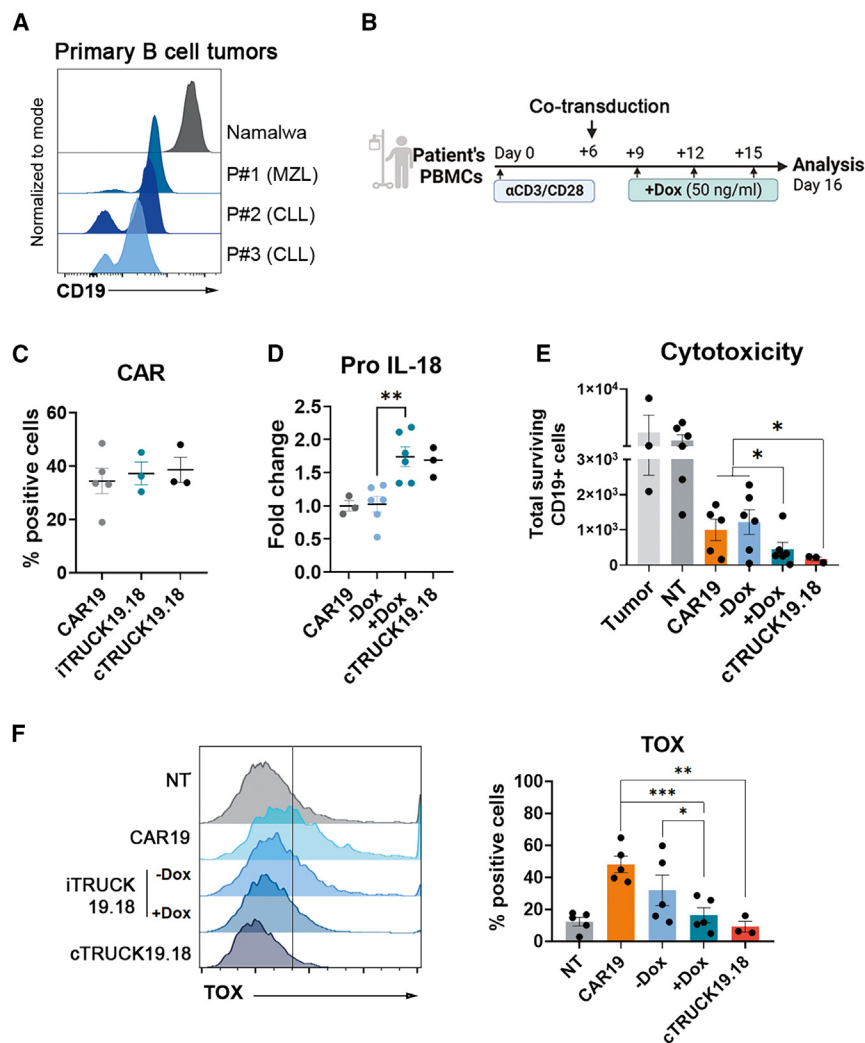 A
Primary B cell tumors
Normalized to mode
Namalwa
P#1 (MZL)
P#2 (CLL)
P#3 (CLL)
CD19
B
Co-transduction
Patient's
PBMCs
Day 0
+6
+9
+12
+15
Analysis
Day 16
αCD3/CD28
+Dox (50 ng/ml)
C
CAR
% positive cells
60
40
20
0
CAR19
iTRUCK19.18
cTRUCK19.18
D
Pro IL-18
**
Fold change
2.5
2.0
1.5
1.0
0.5
0.0
CAR19
-Dox
+Dox
cTRUCK19.18
E
Cytotoxicity
Total surviving
CD19+ cells
1×10⁴
3×10³
2×10³
1×10³
0
*
*
Tumor
NT
CAR19
-Dox
+Dox
cTRUCK19.18
F
NT
CAR19
iTRUCK
19.18
-Dox
+Dox
cTRUCK19.18
TOX
TOX
% positive cells
100
80
60
40
20
0
**
***
*
NT
CAR19
-Dox
+Dox
cTRUCK19.18